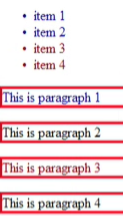 • item 1
• item 2
• item 3
• item 4
This is paragraph 1
This is paragraph 2
This is paragraph 3
This is paragraph 4